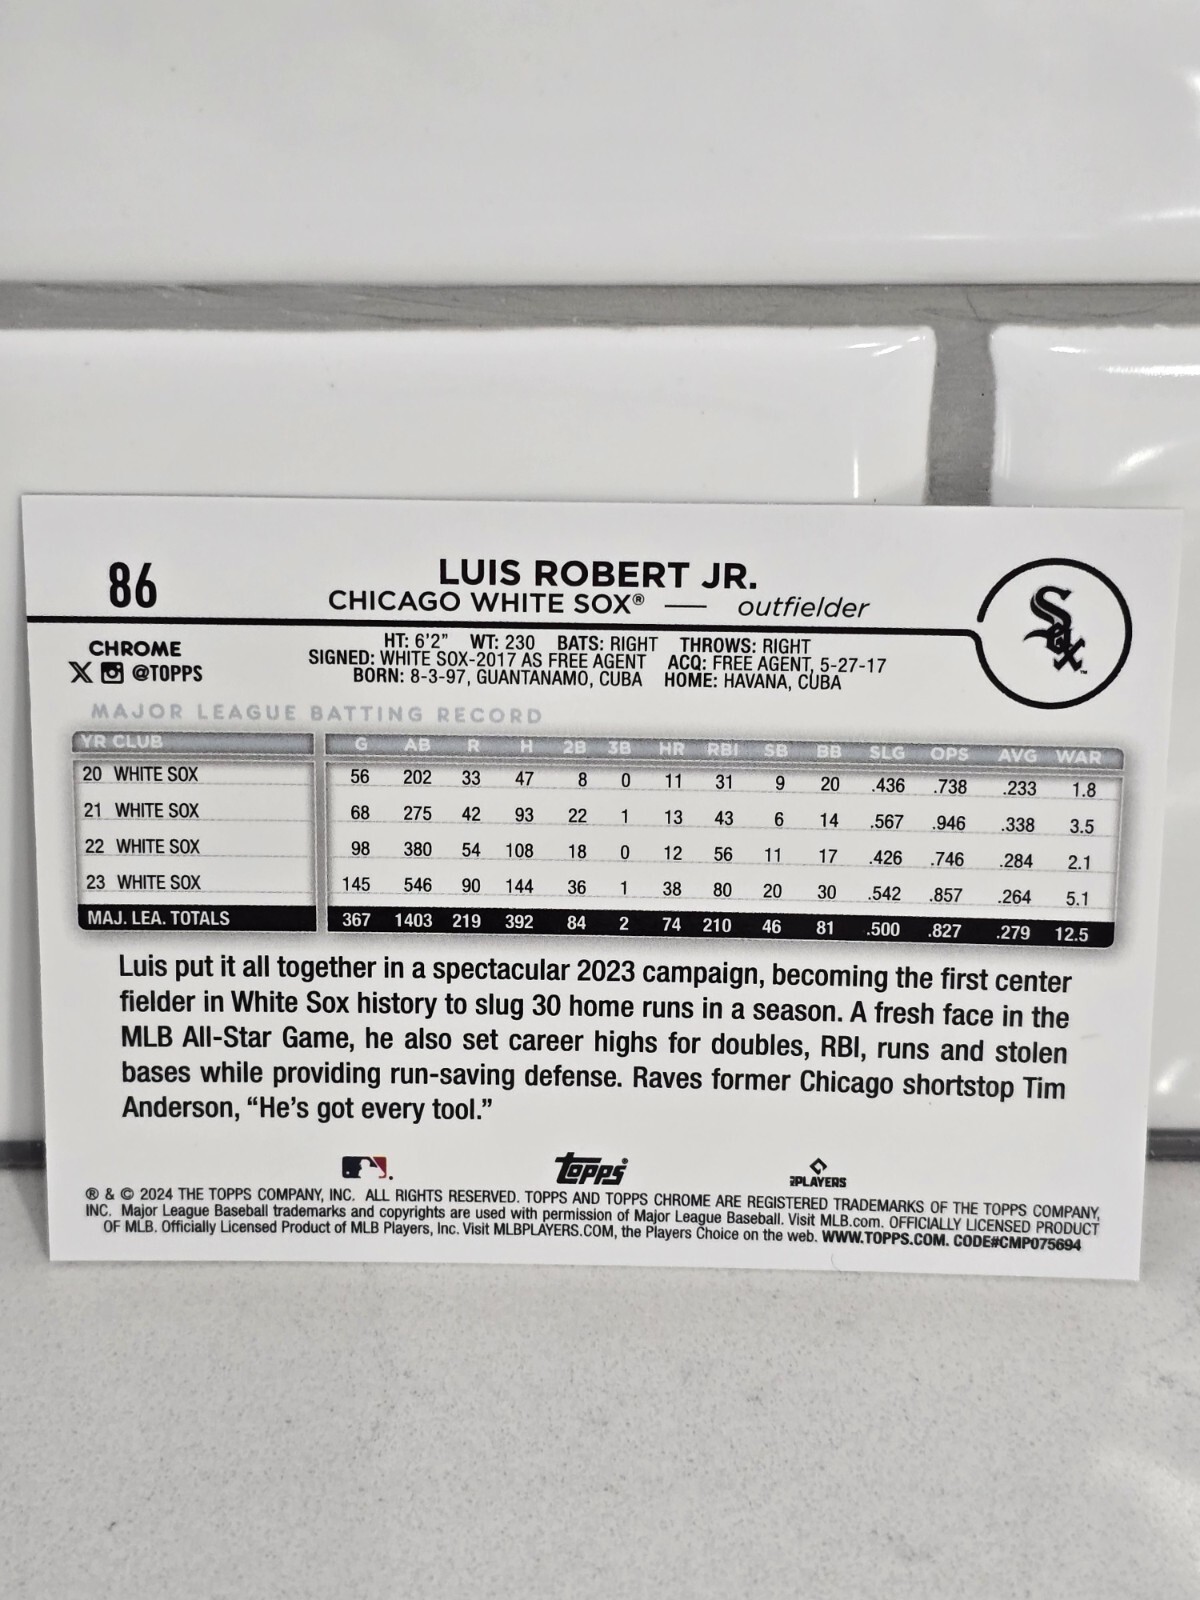 86
LUIS ROBERT JR.
CHICAGO WHITE SOX® — outfielder
Sox™
CHROME
X @TOPPS
HT: 6'2" WT: 230 BATS: RIGHT THROWS: RIGHT
SIGNED: WHITE SOX-2017 AS FREE AGENT ACQ: FREE AGENT, 5-27-17
BORN: 8-3-97, GUANTANAMO, CUBA HOME: HAVANA, CUBA
MAJOR LEAGUE BATTING RECORD
YR CLUB G AB R H 2B 3B HR RBI SB BB SLG OPS AVG WAR
20 WHITE SOX 56 202 33 47 8 0 11 31 9 20 .436 .738 .233 1.8
21 WHITE SOX 68 275 42 93 22 1 13 43 6 14 .567 .946 .338 3.5
22 WHITE SOX 98 380 54 108 18 0 12 56 11 17 .426 .746 .284 2.1
23 WHITE SOX 145 546 90 144 36 1 38 80 20 30 .542 .857 .264 5.1
MAJ. LEA. TOTALS 367 1403 219 392 84 2 74 210 46 81 .500 .827 .279 12.5
Luis put it all together in a spectacular 2023 campaign, becoming the first center
fielder in White Sox history to slug 30 home runs in a season. A fresh face in the
MLB All-Star Game, he also set career highs for doubles, RBI, runs and stolen
bases while providing run-saving defense. Raves former Chicago shortstop Tim
Anderson, “He’s got every tool.”
Topps®
MLBPLAYERS
® & © 2024 THE TOPPS COMPANY, INC. ALL RIGHTS RESERVED. TOPPS AND TOPPS CHROME ARE REGISTERED TRADEMARKS OF THE TOPPS COMPANY,
INC. Major League Baseball trademarks and copyrights are used with permission of Major League Baseball. Visit MLB.com. OFFICIALLY LICENSED PRODUCT
OF MLB. Officially Licensed Product of MLB Players, Inc. Visit MLBPLAYERS.COM, the Players Choice on the web. WWW.TOPPS.COM. CODE#CMP075694